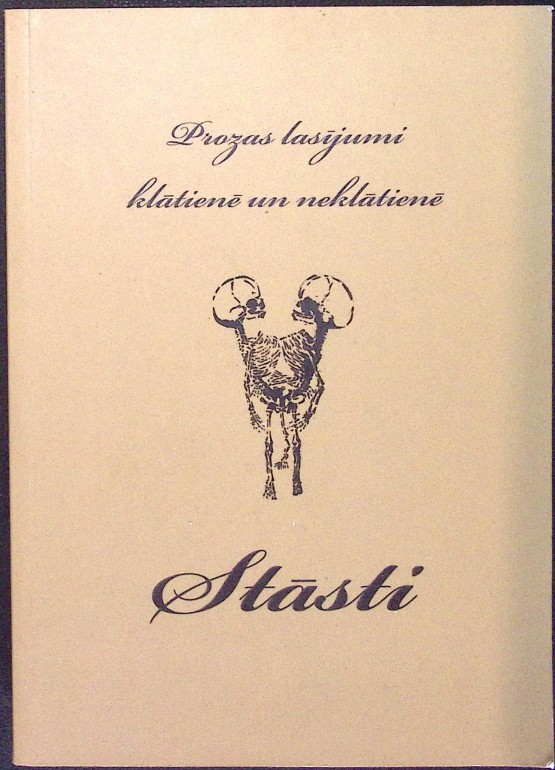 Prozas lasījumi
klātienē un neklātienē
Stāsti